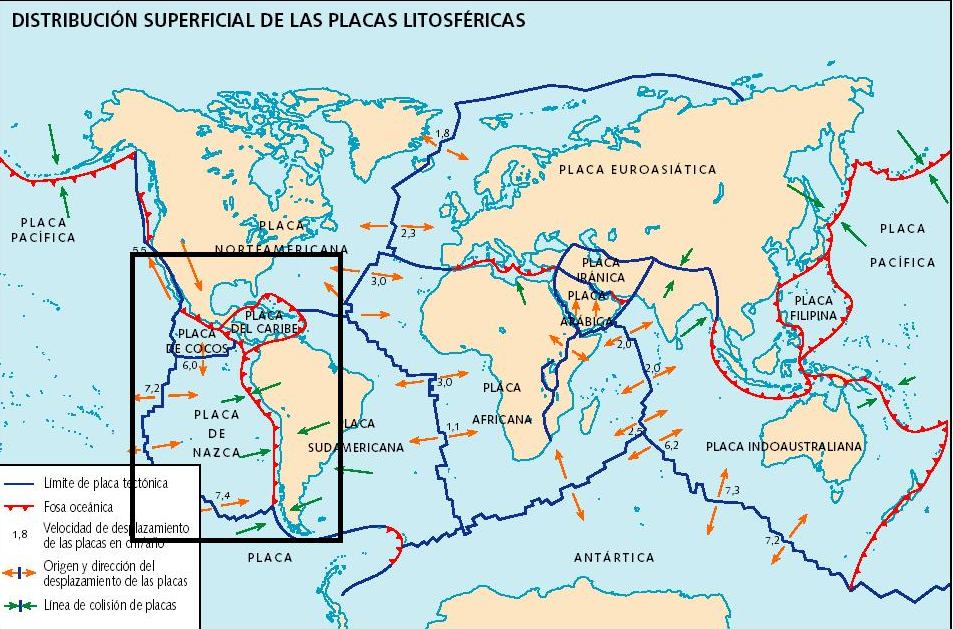 DISTRIBUCIÓN SUPERFICIAL DE LAS PLACAS LITOSFÉRICAS
1,8
PLACA EUROASIÁTICA
PLACA
PACÍFICA
PLACA
NORTEAMERICANA
2,3
PLACA
PACÍFICA
5,5
PLACA
IRÁNICA
3,0
PLACA
ARÁBIGA
PLACA
FILIPINA
PLACA
DEL CARIBE
PLACA
DE COCOS
6,0
2,0
2,0
7,2
3,0
PLACA
AFRICANA
PLACA
DE
NAZCA
PLACA
SUDAMERICANA
1,1
2,5
6,2
PLACA INDOAUSTRALIANA
7,4
7,3
7,2
PLACA
ANTÁRTICA
Límite de placa tectónica
Fosa oceánica
1,8
Velocidad de desplazamiento
de las placas en cm/año
Origen y dirección del
desplazamiento de las placas
Línea de colisión de placas